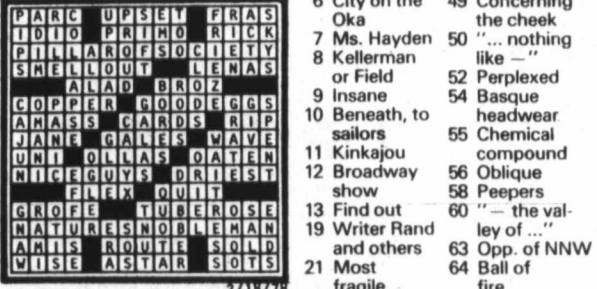 PARC UPSET FRAS
IDIO PRIMO RICK
PILLAROFSOCIETY
SMELLOUT LENAS
ALAD BROZ
COPPER GOODEGGS
AMASS CARDS RIP
JANE GALES WAVE
UNI OLLAS OATEN
NICEGUYS DRIEST
FLEX QUIT
GROFE TUBEROSE
NATURESNOBLEMAN
AMIS ROUTE SOLD
WISE ASTAR SOTS
6 City on the
Oka
7 Ms. Hayden
8 Kellerman
or Field
9 Insane
10 Beneath, to
sailors
11 Kinkajou
12 Broadway
show
13 Find out
19 Writer Rand
and others
21 Most
fragile
49 Concerning
the cheek
50 "... nothing
like —"
52 Perplexed
54 Basque
headwear
55 Chemical
compound
56 Oblique
58 Peepers
60 "— the val-
ley of ..."
63 Opp. of NNW
64 Ball of
fire